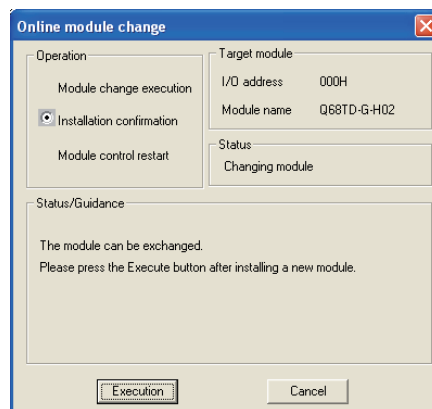 Online module change
Operation
Module change execution
Installation confirmation
Module control restart
Target module
I/O address 000H
Module name Q68TD-G-H02
Status
Changing module
Status/Guidance
The module can be exchanged.
Please press the Execute button after installing a new module.
Execution Cancel